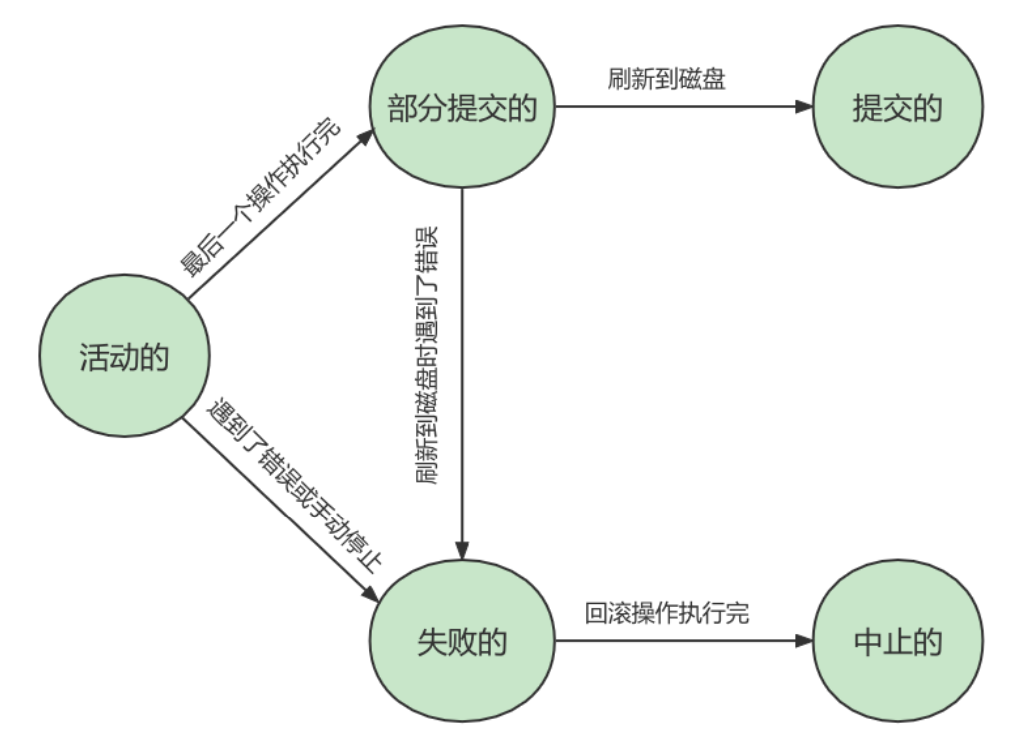 部分提交的
刷新到磁盘
提交的
最后一个操作执行完
刷新到磁盘时遇到了错误
活动的
遇到了错误或手动停止
失败的
回滚操作执行完
中止的